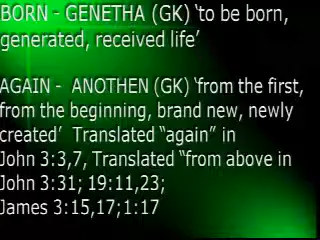 BORN - GENETHA (GK) ‘to be born,
generated, received life’
AGAIN - ANOTHEN (GK) ‘from the first,
from the beginning, brand new, newly
created’ Translated “again” in
John 3:3,7, Translated “from above in
John 3:31; 19:11,23;
James 3:15,17;1:17